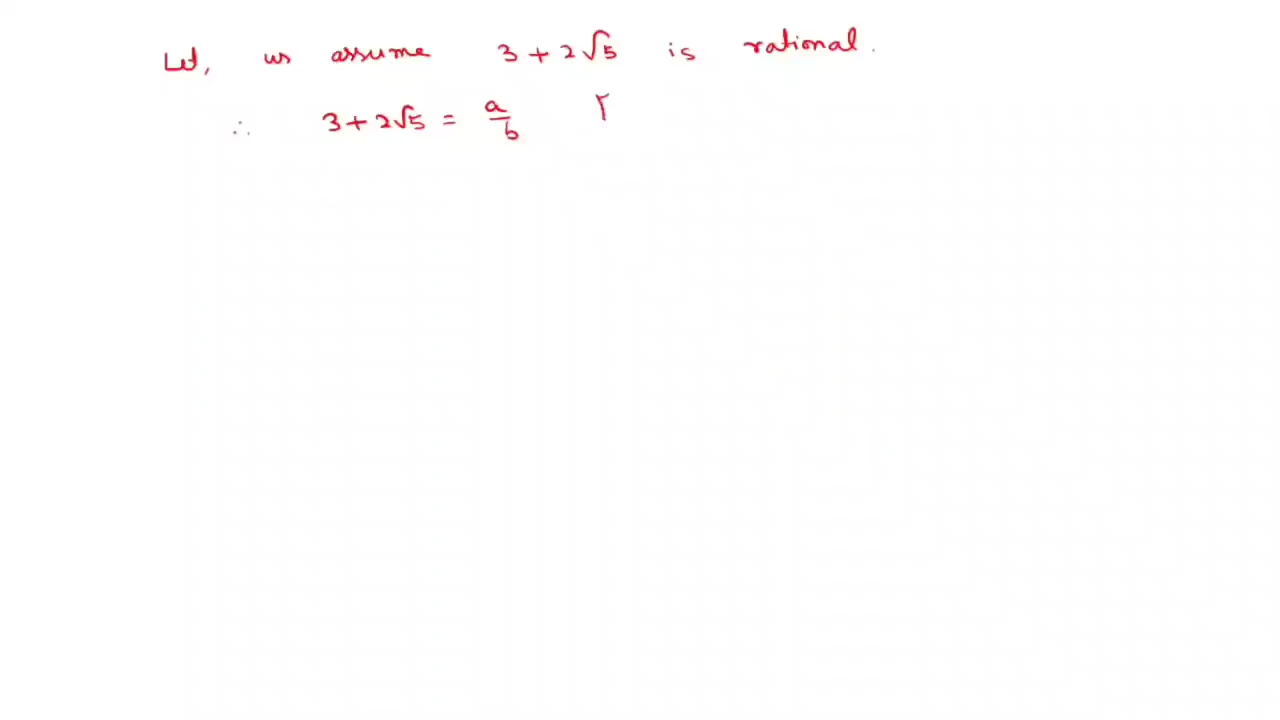 Let, us assume 3 + 2√5 is rational.
∴ 3 + 2√5 = a/b